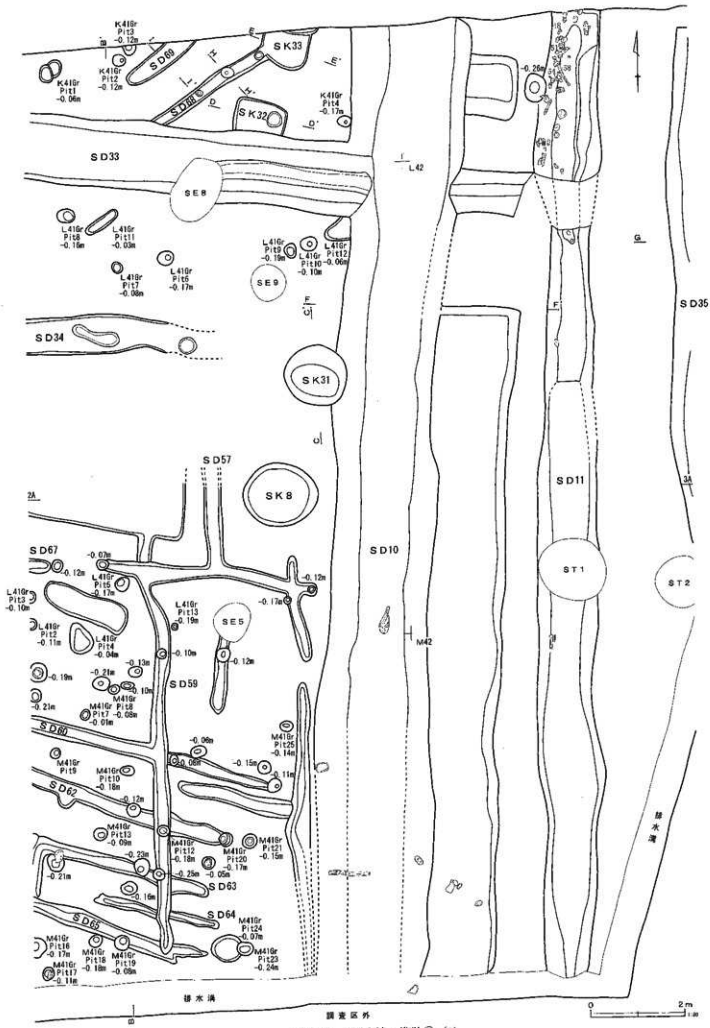 K41Gr
Pit3
-0.12m
K41Gr
Pit1
-0.06m
K41Gr
Pit2
-0.12m
SD69
SK33
SD68
SK32
K41Gr
Pit4
-0.17m
-0.26m
SD33
SE8
L42
L41Gr
Pit8
-0.16m
L41Gr
Pit11
-0.03m
L41Gr
Pit7
-0.08m
L41Gr
Pit6
-0.17m
L41Gr
Pit9
-0.19m
L41Gr
Pit10
-0.10m
L41Gr
Pit12
-0.06m
SE9
F
C'
G
F
SD35
SD34
SK31
C
SD57
SK8
SD11
3A
2A
SD10
SD67
-0.07m
-0.12m
L41Gr
Pit5
-0.17m
L41Gr
Pit3
-0.10m
L41Gr
Pit2
-0.11m
L41Gr
Pit4
-0.04m
L41Gr
Pit13
-0.19m
SE5
-0.12m
-0.17m
ST1
ST2
M42
-0.10m
-0.12m
SD59
-0.13m
-0.19m
-0.21m
-0.10m
-0.21m
M41Gr
Pit7
-0.01m
M41Gr
Pit8
-0.08m
SD60
M41Gr
Pit9
-0.06m
-0.08m
M41Gr
Pit25
-0.14m
-0.15m
-0.11m
M41Gr
Pit10
-0.18m
SD62
-0.12m
M41Gr
Pit13
-0.09m
M41Gr
Pit12
-0.18m
M41Gr
Pit20
-0.17m
M41Gr
Pit21
-0.15m
-0.23m
-0.21m
-0.25m
-0.05m
SD63
-0.16m
SD64
SD65
M41Gr
Pit24
-0.07m
M41Gr
Pit23
-0.24m
M41Gr
Pit16
-0.17m
M41Gr
Pit18
-0.18m
M41Gr
Pit19
-0.08m
M41Gr
Pit17
-0.11m
排水溝
排水溝
調査区外
B
0 2m